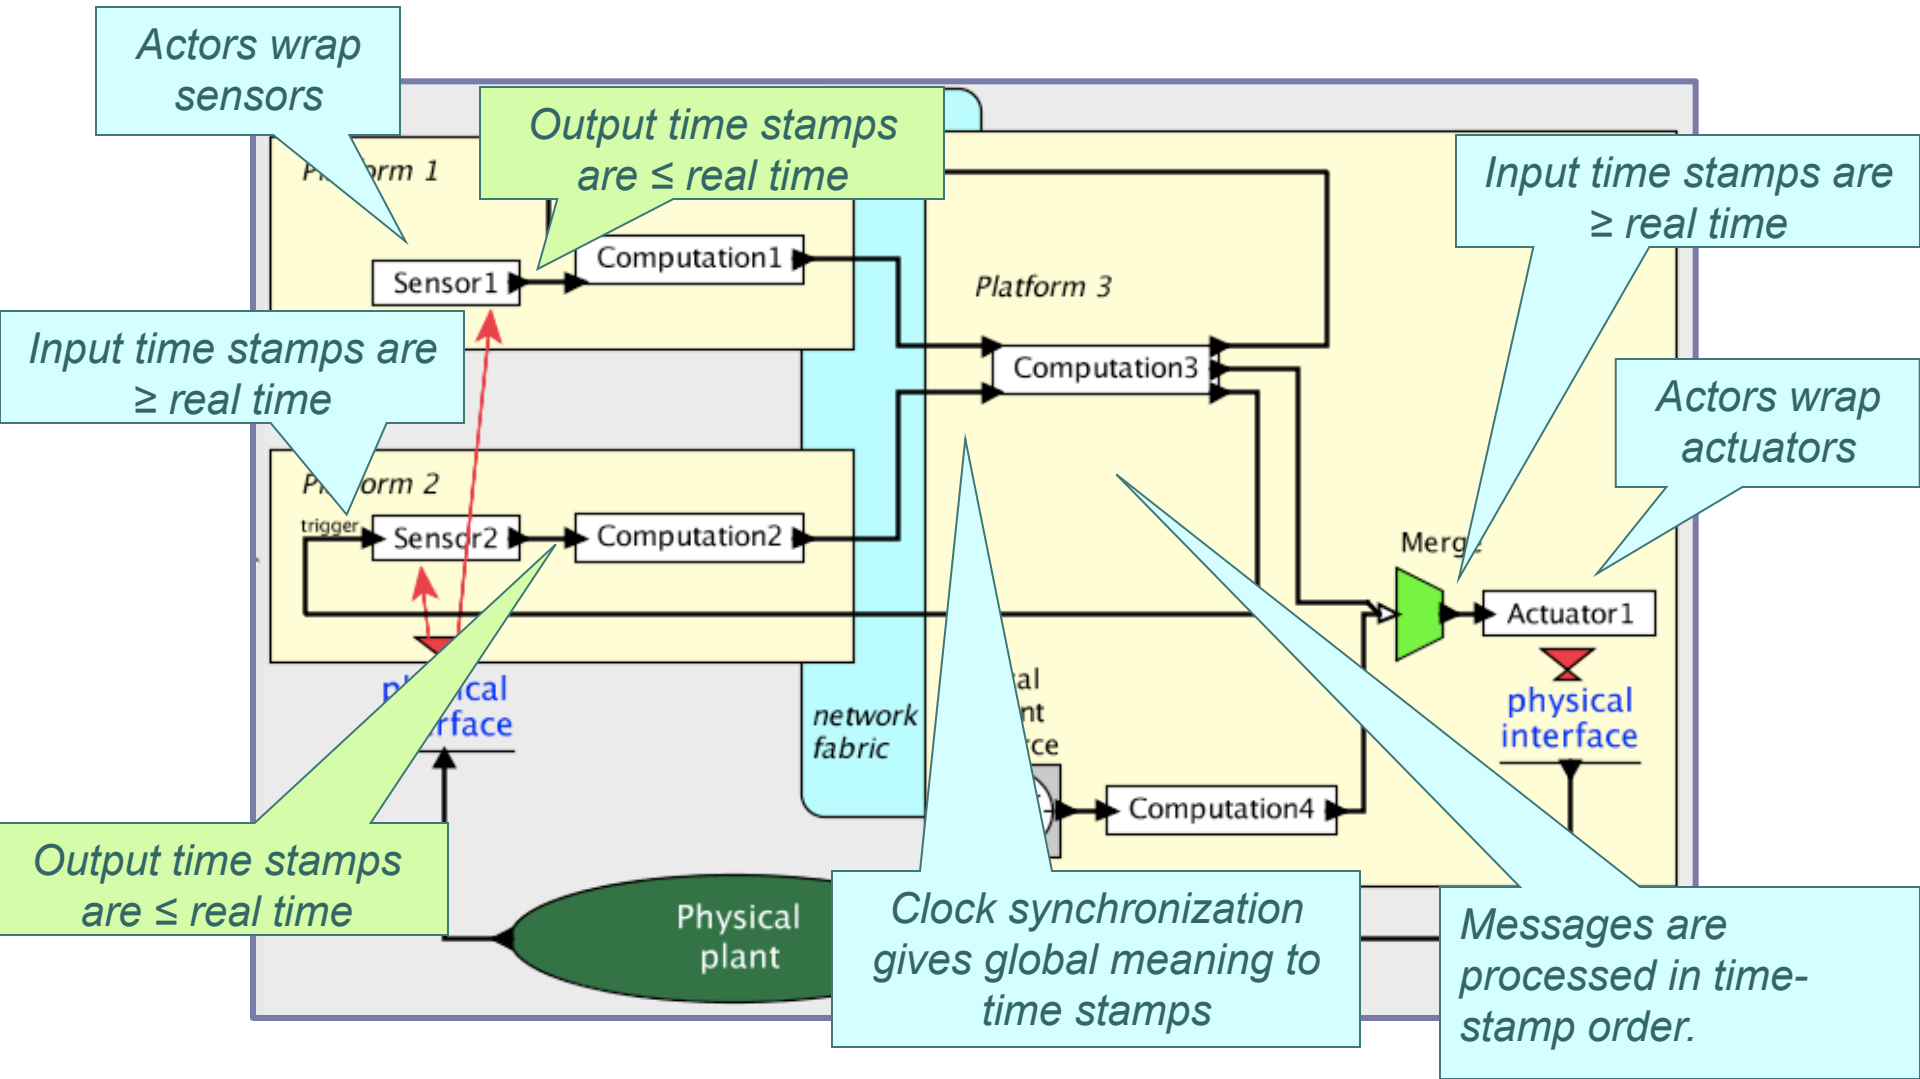 Actors wrap
sensors
Output time stamps
are ≤ real time
Input time stamps are
≥ real time
1
Sensor1
Computation1
Platform 3
Input time stamps are
≥ real time
Computation3
Actors wrap
actuators
2
trigger
Sensor2
Computation2
Merge
Actuator1
network
fabric
physical
interface
Computation4
Output time stamps
are ≤ real time
Physical
plant
Clock synchronization
gives global meaning to
time stamps
Messages are
processed in time-
stamp order.